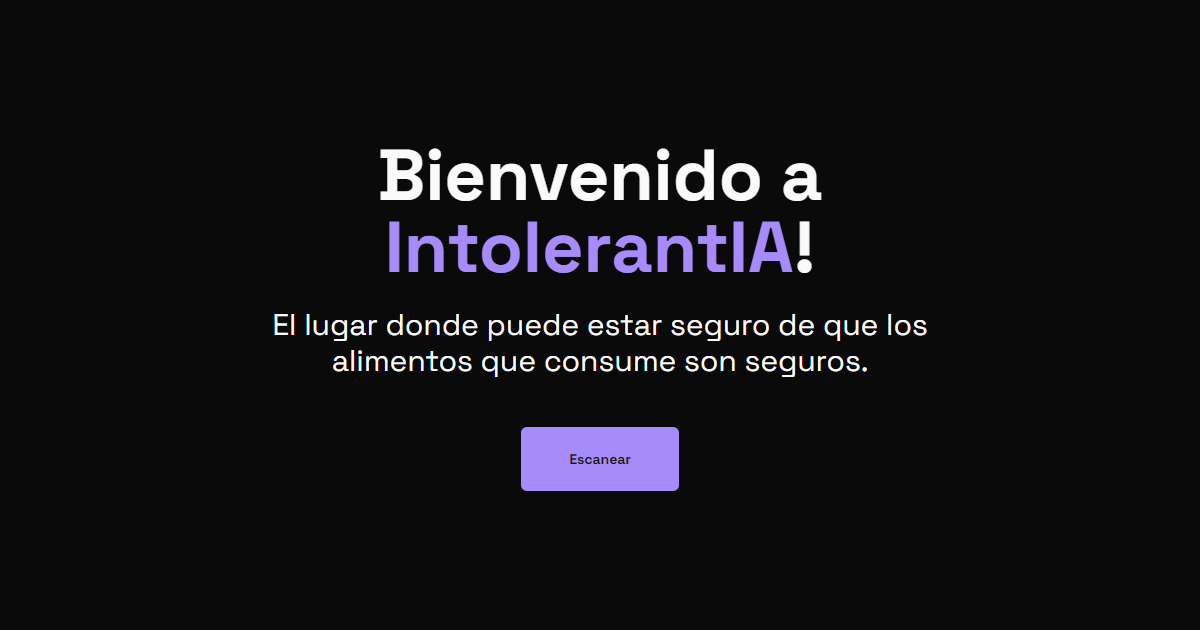 Bienvenido a
IntolerantIA!
El lugar donde puede estar seguro de que los
alimentos que consume son seguros.
Escanear